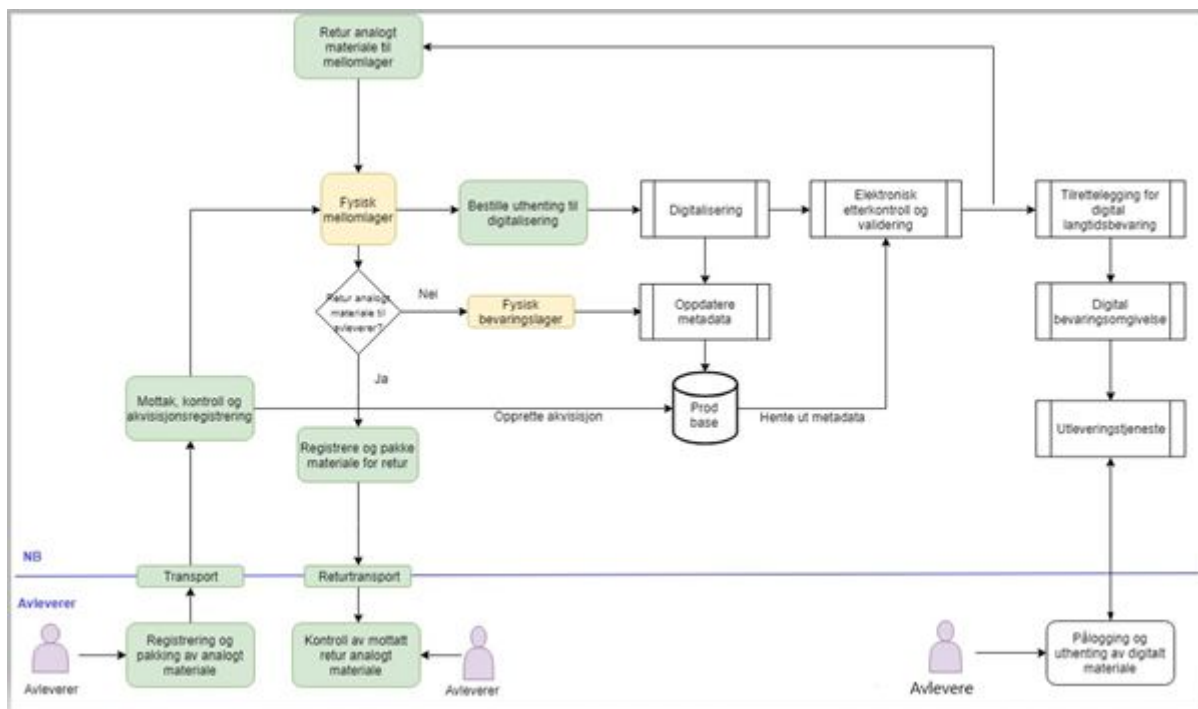 Retur analogt
materiale til
mellomlager
Fysisk
mellomlager
Bestille uthenting til
digitalisering
Digitalisering
Elektronisk
etterkontroll og
validering
Tilrettelegging for
digital
langtidsbevaring
Retur analogt
materiale til
avleverer?
Nei
Fysisk
bevaringslager
Oppdatere
metadata
Digital
bevaringsomgivelse
Ja
Mottak, kontroll og
akvisisjonsregistrering
Opprette akvisisjon
Prod
base
Hente ut metadata
Utleveringstjeneste
Registrere og pakke
materiale for retur
NB
Transport
Returtransport
Avleverer
Registrering og
pakking av analogt
materiale
Kontroll av mottatt
retur analogt
materiale
Pålogging og
uthenting av digitalt
materiale
Avleverer
Avleverer
Avlevere